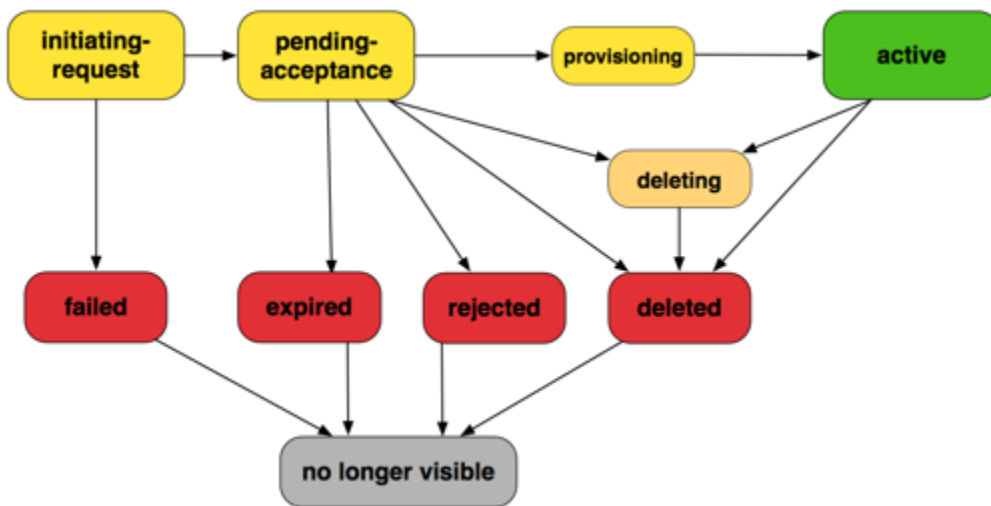 initiating-
request
pending-
acceptance
provisioning
active
deleting
failed
expired
rejected
deleted
no longer visible